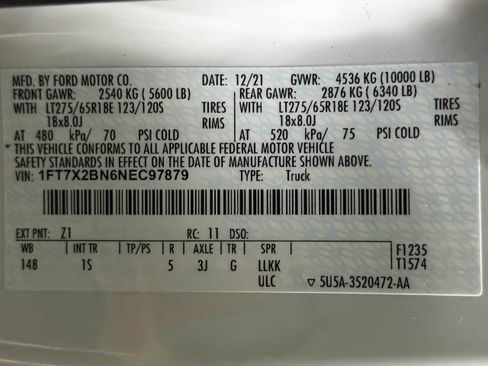 MFD. BY FORD MOTOR CO. DATE: 12/21 GVWR: 4536 KG (10000 LB)
FRONT GAWR: 2540 KG (5600 LB) REAR GAWR: 2876 KG (6340 LB)
WITH LT275/65R18E 123/120S TIRES WITH LT275/65R18E 123/120S TIRES
18x8.0J RIMS 18x8.0J RIMS
AT 480 kPa/ 70 PSI COLD AT 520 kPa/ 75 PSI COLD
*THIS VEHICLE CONFORMS TO ALL APPLICABLE FEDERAL MOTOR VEHICLE
SAFETY STANDARDS IN EFFECT ON THE DATE OF MANUFACTURE SHOWN ABOVE.
VIN: 1FT7X2BN6NEC97879 TYPE: Truck
EXT PNT: Z1 RC: 11 DSO:
WB INT TR TP/PS R AXLE TR SPR F1235
148 1S 5 3J G LLKK T1574
ULC ▽ 5U5A-3520472-AA